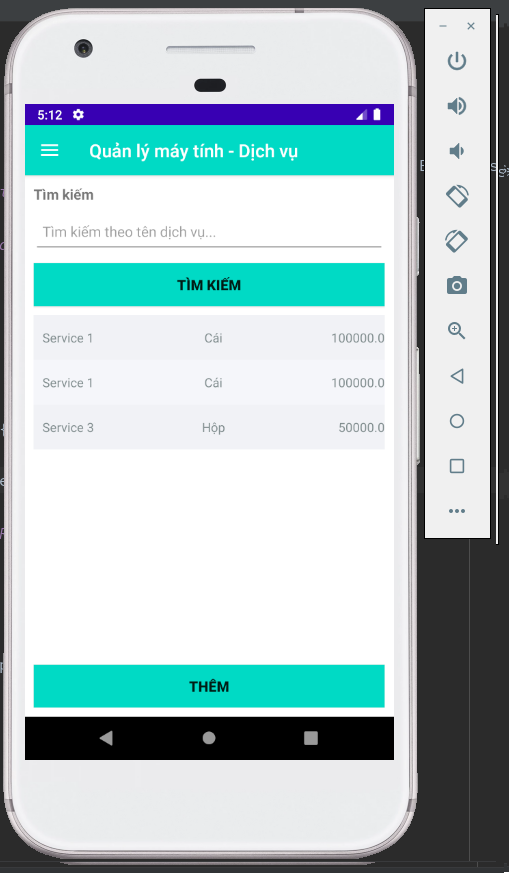 5:12
Quản lý máy tính - Dịch vụ
Tìm kiếm
Tìm kiếm theo tên dịch vụ...
TÌM KIẾM
Service 1 Cái 100000.0
Service 1 Cái 100000.0
Service 3 Hộp 50000.0
THÊM